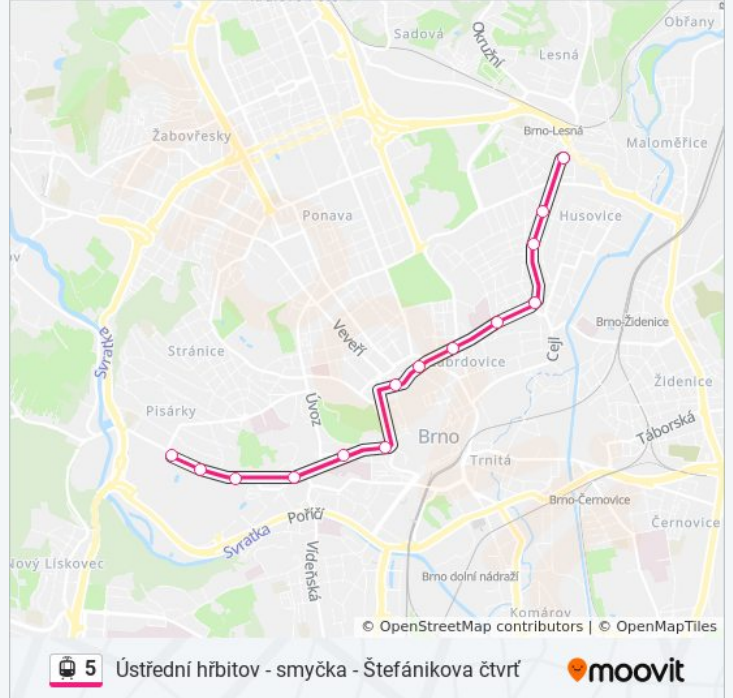 Obřany
Sadová
Okružní
Lesná
Brno-Lesná
Žabovřesky
Maloměřice
Ponava
Husovice
Svratka
Veveří
Brno-Židenice
Stránice
Cejl
Židenice
Pisárky
Úvoz
Táborská
Brno
Trnitá
Brno-Černovice
Poříčí
Svratka
Černovice
Nový Lískovec
Vídeňská
Brno dolní nádraží
Komárov
© OpenStreetMap contributors | © OpenMapTiles
5 Ústřední hřbitov - smyčka - Štefánikova čtvrť moovit